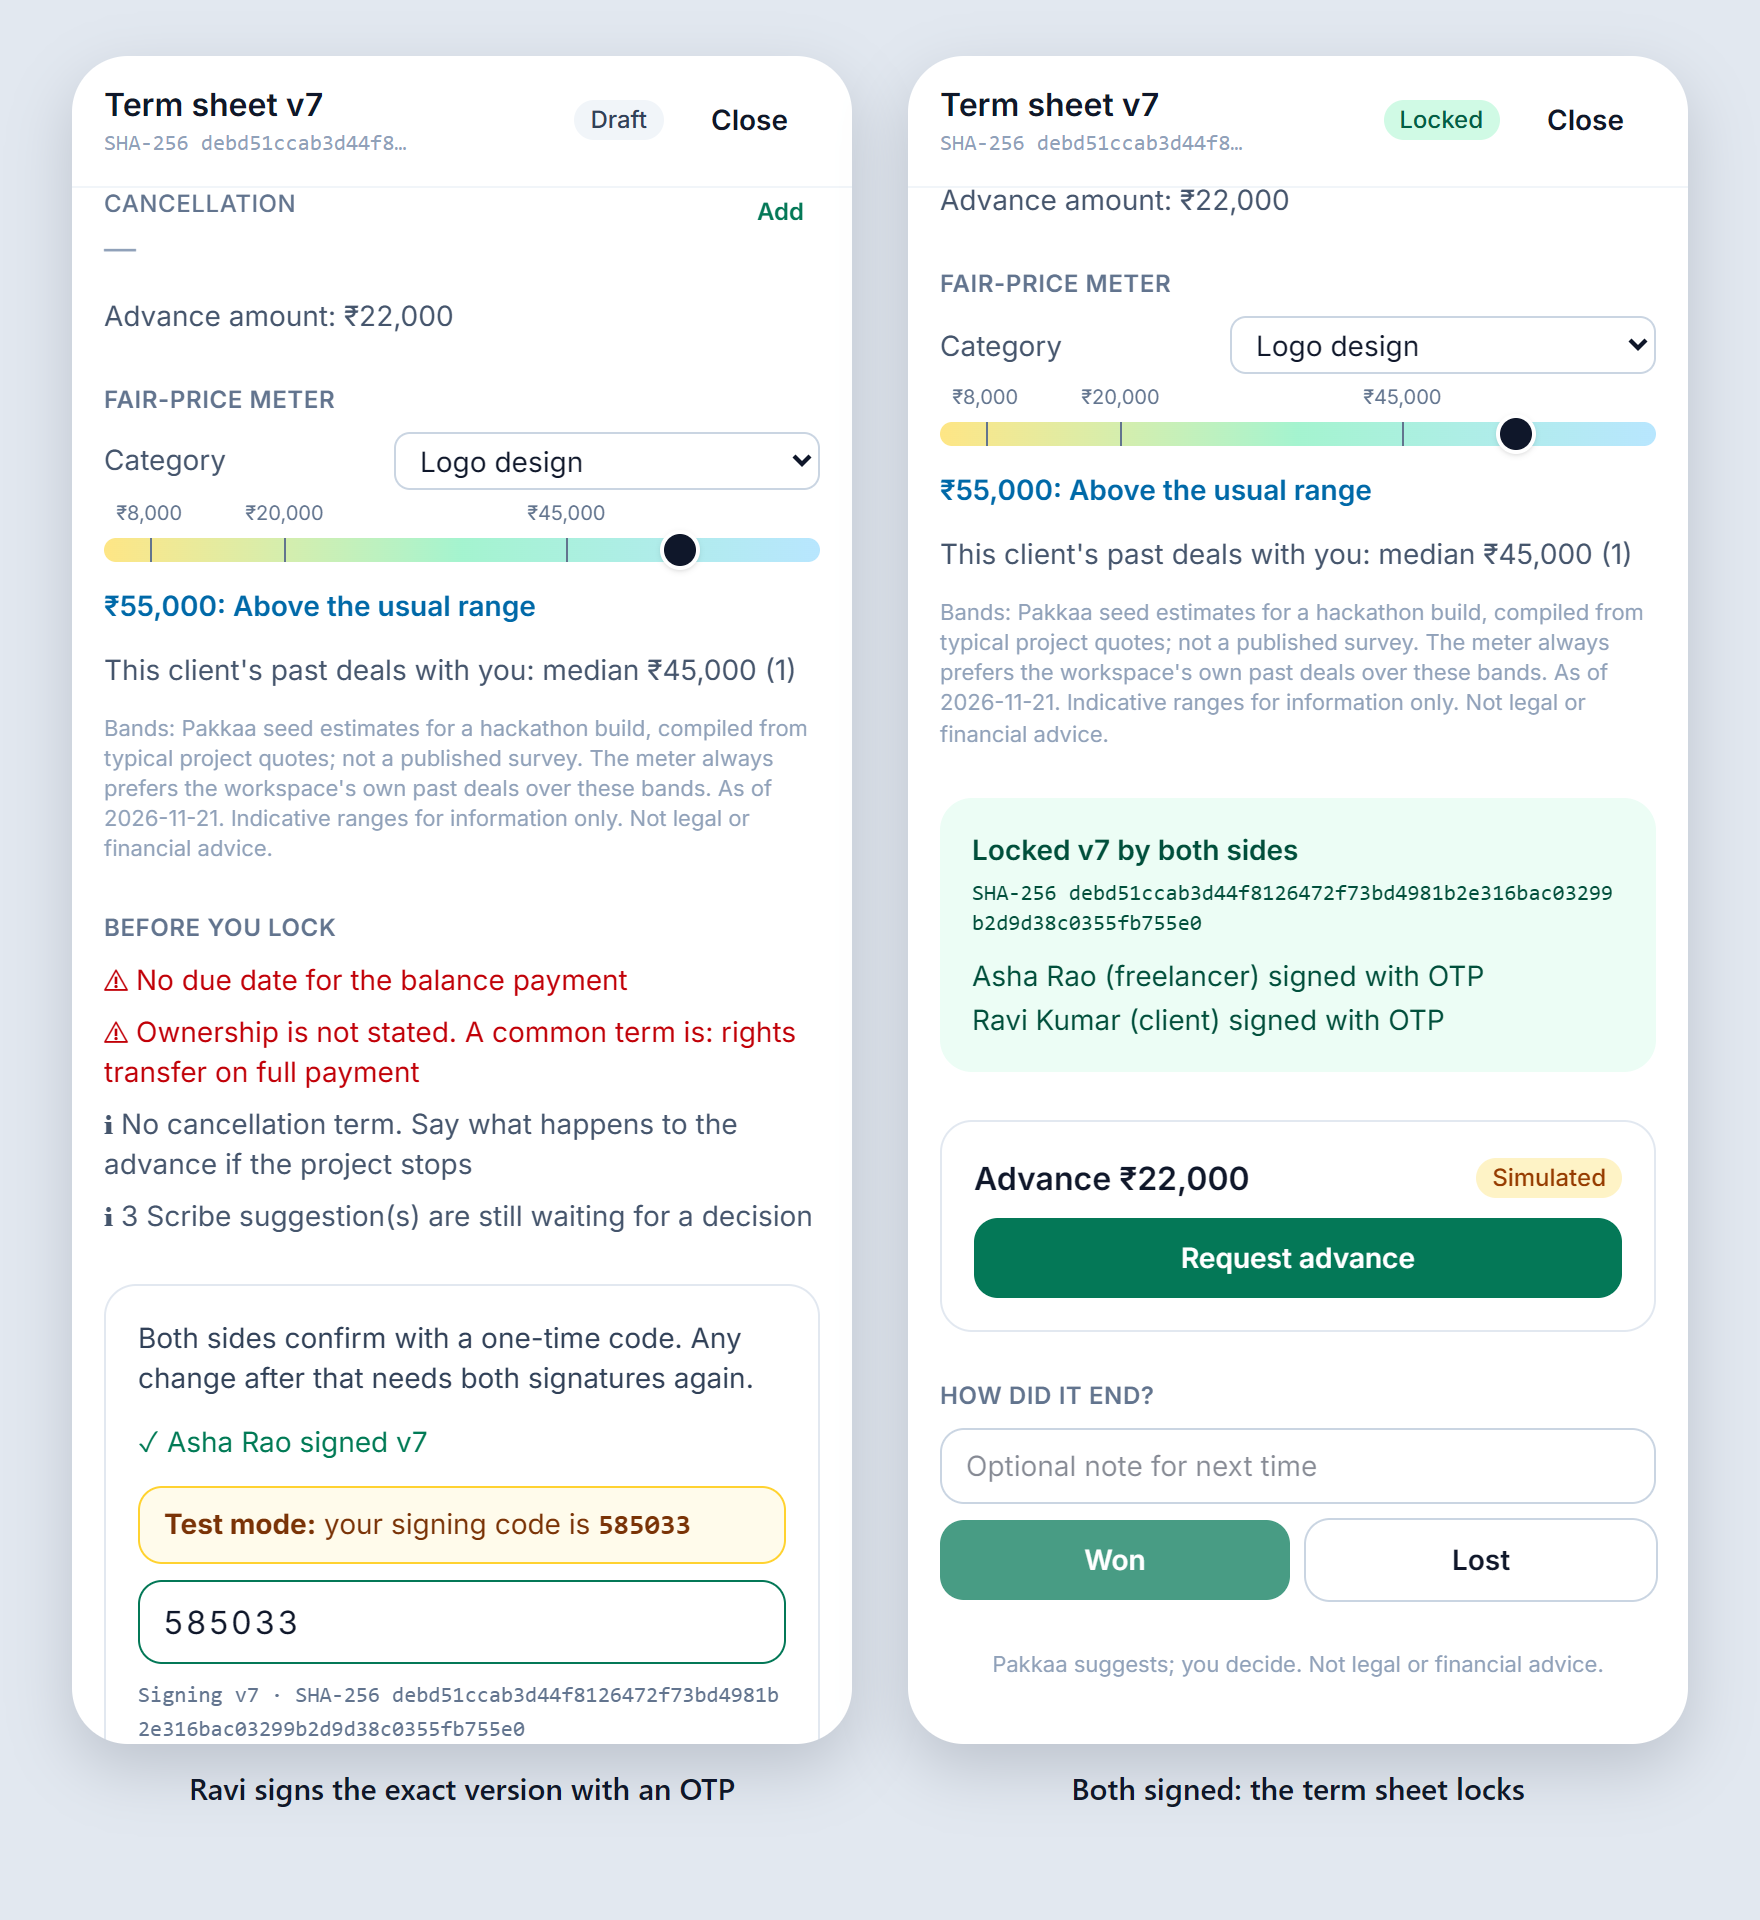 Term sheet v7
SHA-256 debd51ccab3d44f8…
Draft
Close
CANCELLATION
Add
—
Advance amount: ₹22,000
FAIR-PRICE METER
Category
Logo design
₹8,000
₹20,000
₹45,000
₹55,000: Above the usual range
This client's past deals with you: median ₹45,000 (1)
Bands: Pakkaa seed estimates for a hackathon build, compiled from
typical project quotes; not a published survey. The meter always
prefers the workspace's own past deals over these bands. As of
2026-11-21. Indicative ranges for information only. Not legal or
financial advice.
BEFORE YOU LOCK
⚠ No due date for the balance payment
⚠ Ownership is not stated. A common term is: rights
transfer on full payment
ℹ No cancellation term. Say what happens to the
advance if the project stops
ℹ 3 Scribe suggestion(s) are still waiting for a decision
Both sides confirm with a one-time code. Any
change after that needs both signatures again.
✓ Asha Rao signed v7
Test mode: your signing code is 585033
585033
Signing v7 · SHA-256 debd51ccab3d44f8126472f73bd4981b
2e316bac03299b2d9d38c0355fb755e0
Ravi signs the exact version with an OTP
Term sheet v7
SHA-256 debd51ccab3d44f8…
Locked
Close
Advance amount: ₹22,000
FAIR-PRICE METER
Category
Logo design
₹8,000
₹20,000
₹45,000
₹55,000: Above the usual range
This client's past deals with you: median ₹45,000 (1)
Bands: Pakkaa seed estimates for a hackathon build, compiled from
typical project quotes; not a published survey. The meter always
prefers the workspace's own past deals over these bands. As of
2026-11-21. Indicative ranges for information only. Not legal or
financial advice.
Locked v7 by both sides
SHA-256 debd51ccab3d44f8126472f73bd4981b2e316bac03299
b2d9d38c0355fb755e0
Asha Rao (freelancer) signed with OTP
Ravi Kumar (client) signed with OTP
Advance ₹22,000
Simulated
Request advance
HOW DID IT END?
Optional note for next time
Won
Lost
Pakkaa suggests; you decide. Not legal or financial advice.
Both signed: the term sheet locks